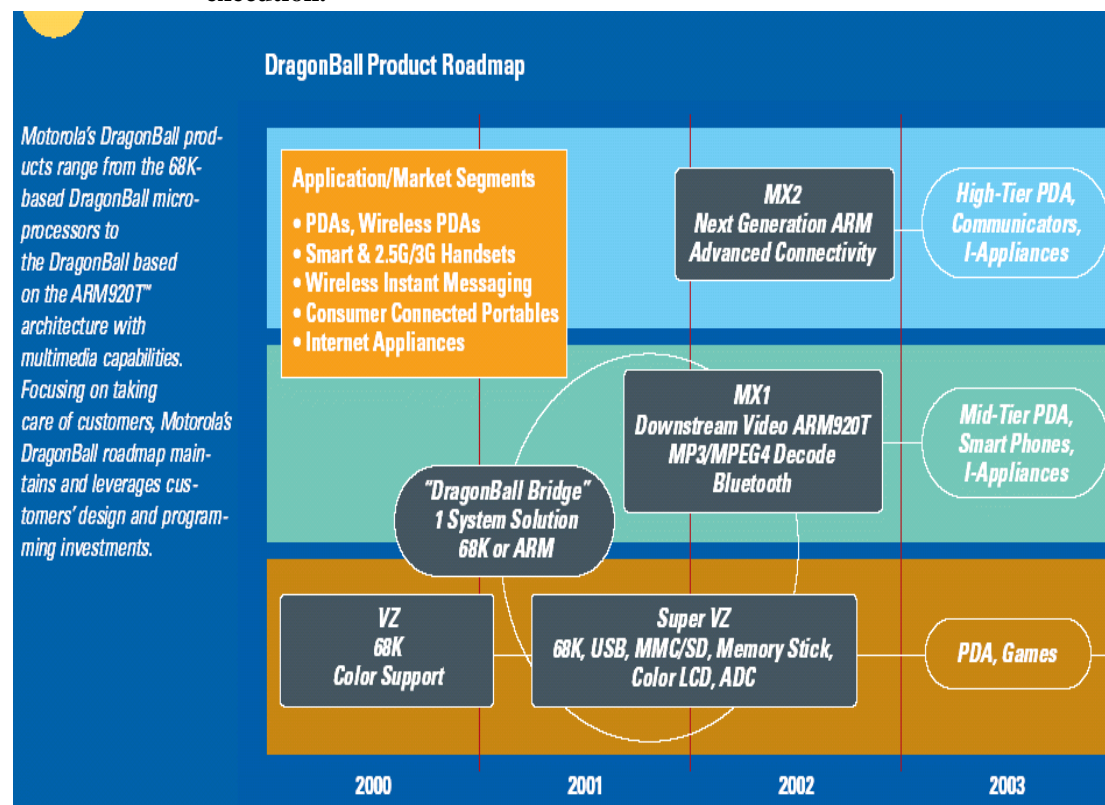 execution.
DragonBall Product Roadmap
Motorola's DragonBall prod-
ucts range from the 68K-
based DragonBall micro-
processors to
the DragonBall based
on the ARM920T™
architecture with
multimedia capabilities.
Focusing on taking
care of customers, Motorola's
DragonBall roadmap main-
tains and leverages cus-
tomers' design and program-
ming investments.
Application/Market Segments
• PDAs, Wireless PDAs
• Smart & 2.5G/3G Handsets
• Wireless Instant Messaging
• Consumer Connected Portables
• Internet Appliances
MX2
Next Generation ARM
Advanced Connectivity
High-Tier PDA,
Communicators,
I-Appliances
MX1
Downstream Video ARM920T
MP3/MPEG4 Decode
Bluetooth
Mid-Tier PDA,
Smart Phones,
I-Appliances
"DragonBall Bridge"
1 System Solution
68K or ARM
VZ
68K
Color Support
Super VZ
68K, USB, MMC/SD, Memory Stick,
Color LCD, ADC
PDA, Games
2000
2001
2002
2003